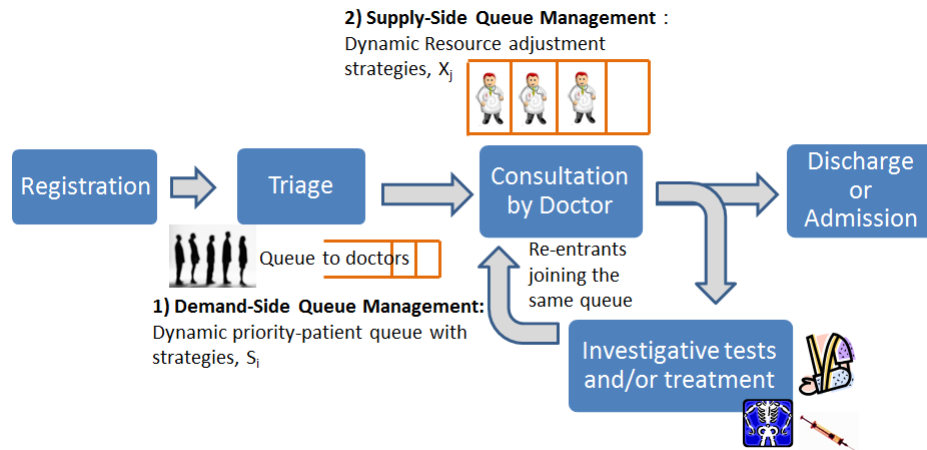 2) Supply-Side Queue Management :
Dynamic Resource adjustment
strategies, Xj
Registration
Triage
Consultation
by Doctor
Discharge
or
Admission
Queue to doctors
Re-entrants
joining the
same queue
1) Demand-Side Queue Management:
Dynamic priority-patient queue with
strategies, Si
Investigative tests
and/or treatment